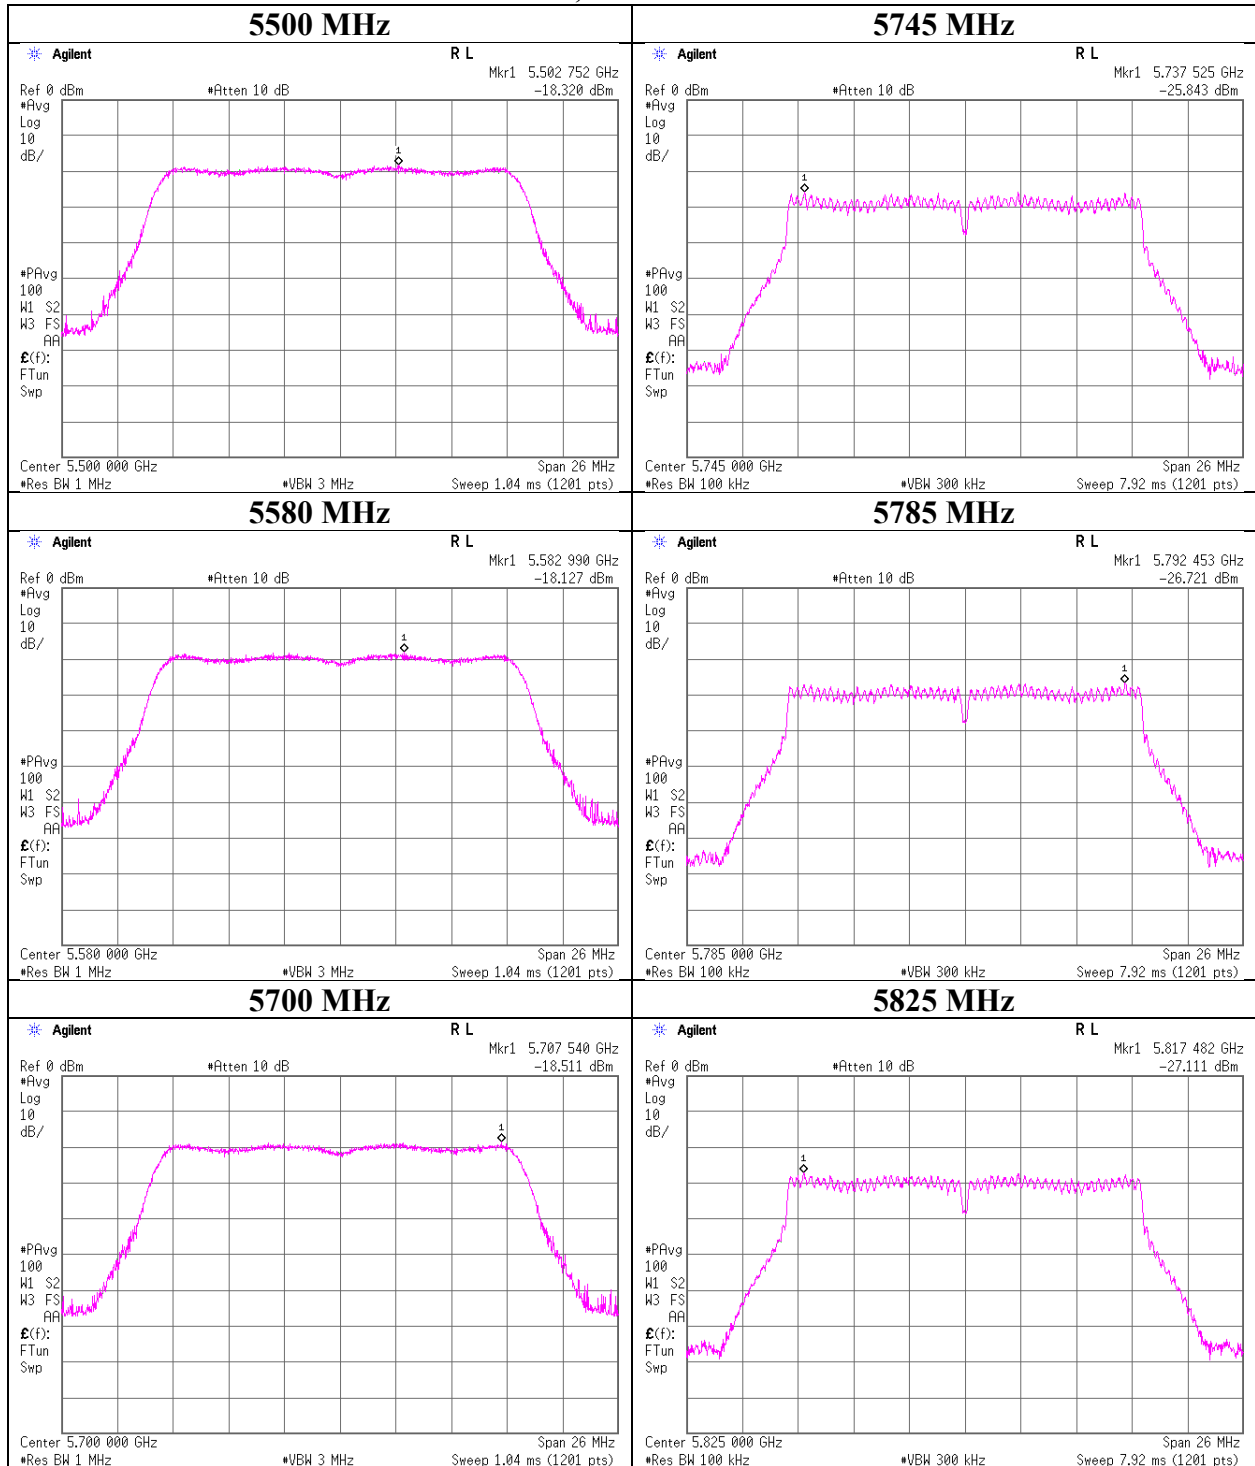 5500 MHz
Agilent R L
Mkr1 5.502 752 GHz
Ref 0 dBm #Atten 10 dB -18.320 dBm
#Avg
Log
10
dB/
1
#PAvg
100
W1 S2
W3 FS
AA
£(f):
FTun
Swp
Center 5.500 000 GHz Span 26 MHz
#Res BW 1 MHz #VBW 3 MHz Sweep 1.04 ms (1201 pts)
5745 MHz
Agilent R L
Mkr1 5.737 525 GHz
Ref 0 dBm #Atten 10 dB -25.843 dBm
#Avg
Log
10
dB/
1
#PAvg
100
W1 S2
W3 FS
AA
£(f):
FTun
Swp
Center 5.745 000 GHz Span 26 MHz
#Res BW 100 kHz #VBW 300 kHz Sweep 7.92 ms (1201 pts)
5580 MHz
Agilent R L
Mkr1 5.582 990 GHz
Ref 0 dBm #Atten 10 dB -18.127 dBm
#Avg
Log
10
dB/
1
#PAvg
100
W1 S2
W3 FS
AA
£(f):
FTun
Swp
Center 5.580 000 GHz Span 26 MHz
#Res BW 1 MHz #VBW 3 MHz Sweep 1.04 ms (1201 pts)
5785 MHz
Agilent R L
Mkr1 5.792 453 GHz
Ref 0 dBm #Atten 10 dB -26.721 dBm
#Avg
Log
10
dB/
1
#PAvg
100
W1 S2
W3 FS
AA
£(f):
FTun
Swp
Center 5.785 000 GHz Span 26 MHz
#Res BW 100 kHz #VBW 300 kHz Sweep 7.92 ms (1201 pts)
5700 MHz
Agilent R L
Mkr1 5.707 540 GHz
Ref 0 dBm #Atten 10 dB -18.511 dBm
#Avg
Log
10
dB/
1
#PAvg
100
W1 S2
W3 FS
AA
£(f):
FTun
Swp
Center 5.700 000 GHz Span 26 MHz
#Res BW 1 MHz #VBW 3 MHz Sweep 1.04 ms (1201 pts)
5825 MHz
Agilent R L
Mkr1 5.817 482 GHz
Ref 0 dBm #Atten 10 dB -27.111 dBm
#Avg
Log
10
dB/
1
#PAvg
100
W1 S2
W3 FS
AA
£(f):
FTun
Swp
Center 5.825 000 GHz Span 26 MHz
#Res BW 100 kHz #VBW 300 kHz Sweep 7.92 ms (1201 pts)